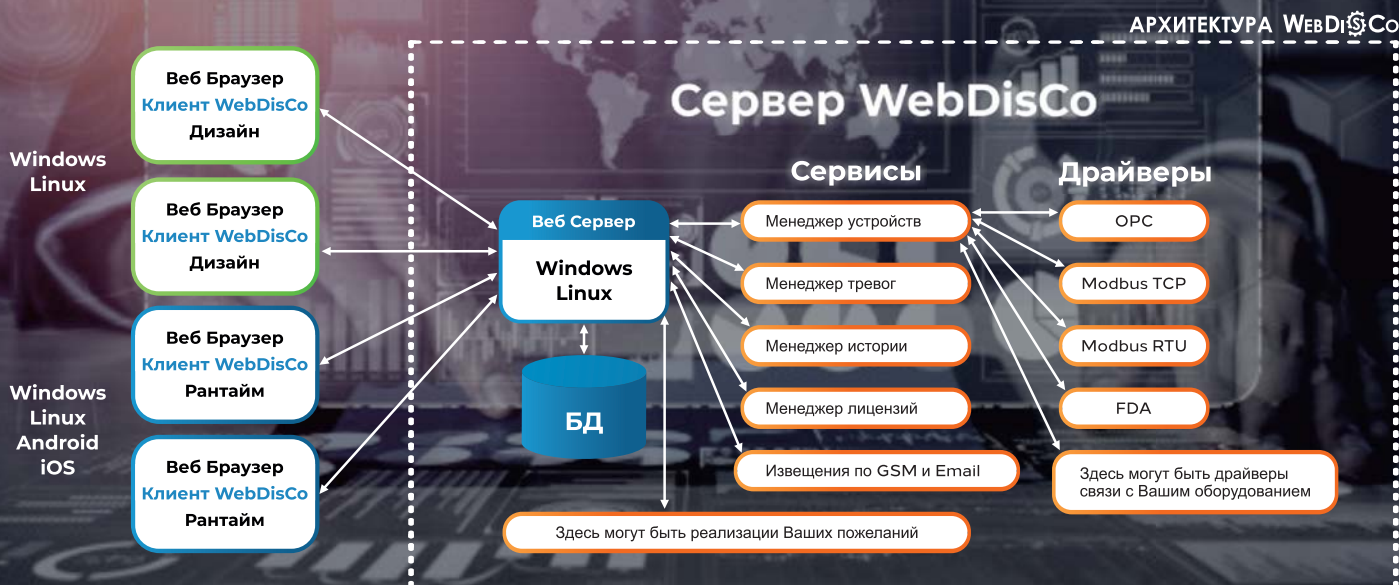 АРХИТЕКТУРА WEBDISCO
Сервер WebDisCo
Веб Браузер
Клиент WebDisCo
Дизайн
Windows
Linux
Веб Браузер
Клиент WebDisCo
Дизайн
Веб Браузер
Клиент WebDisCo
Рантайм
Windows
Linux
Android
iOS
Веб Браузер
Клиент WebDisCo
Рантайм
Веб Сервер
Windows
Linux
БД
Сервисы
Менеджер устройств
Менеджер тревог
Менеджер истории
Менеджер лицензий
Извещения по GSM и Email
Здесь могут быть реализации Ваших пожеланий
Драйверы
OPC
Modbus TCP
Modbus RTU
FDA
Здесь могут быть драйверы
связи с Вашим оборудованием